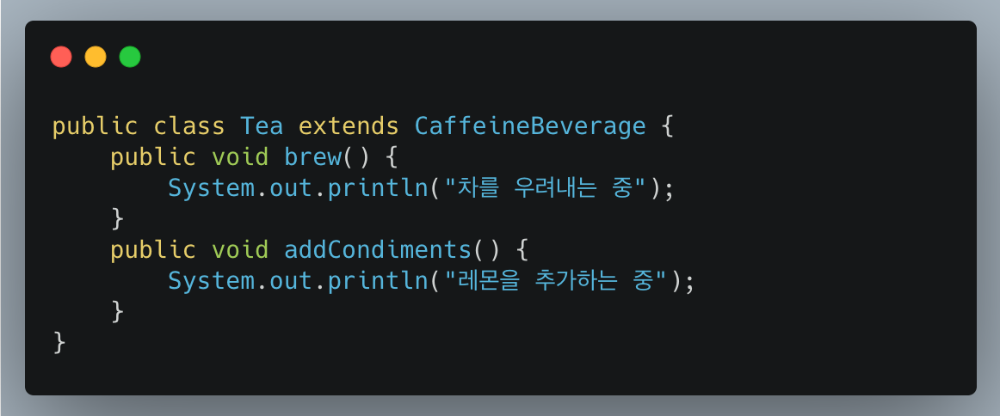 public class Tea extends CaffeineBeverage {
    public void brew() {
        System.out.println("차를 우려내는 중");
    }
    public void addCondiments() {
        System.out.println("레몬을 추가하는 중");
    }
}